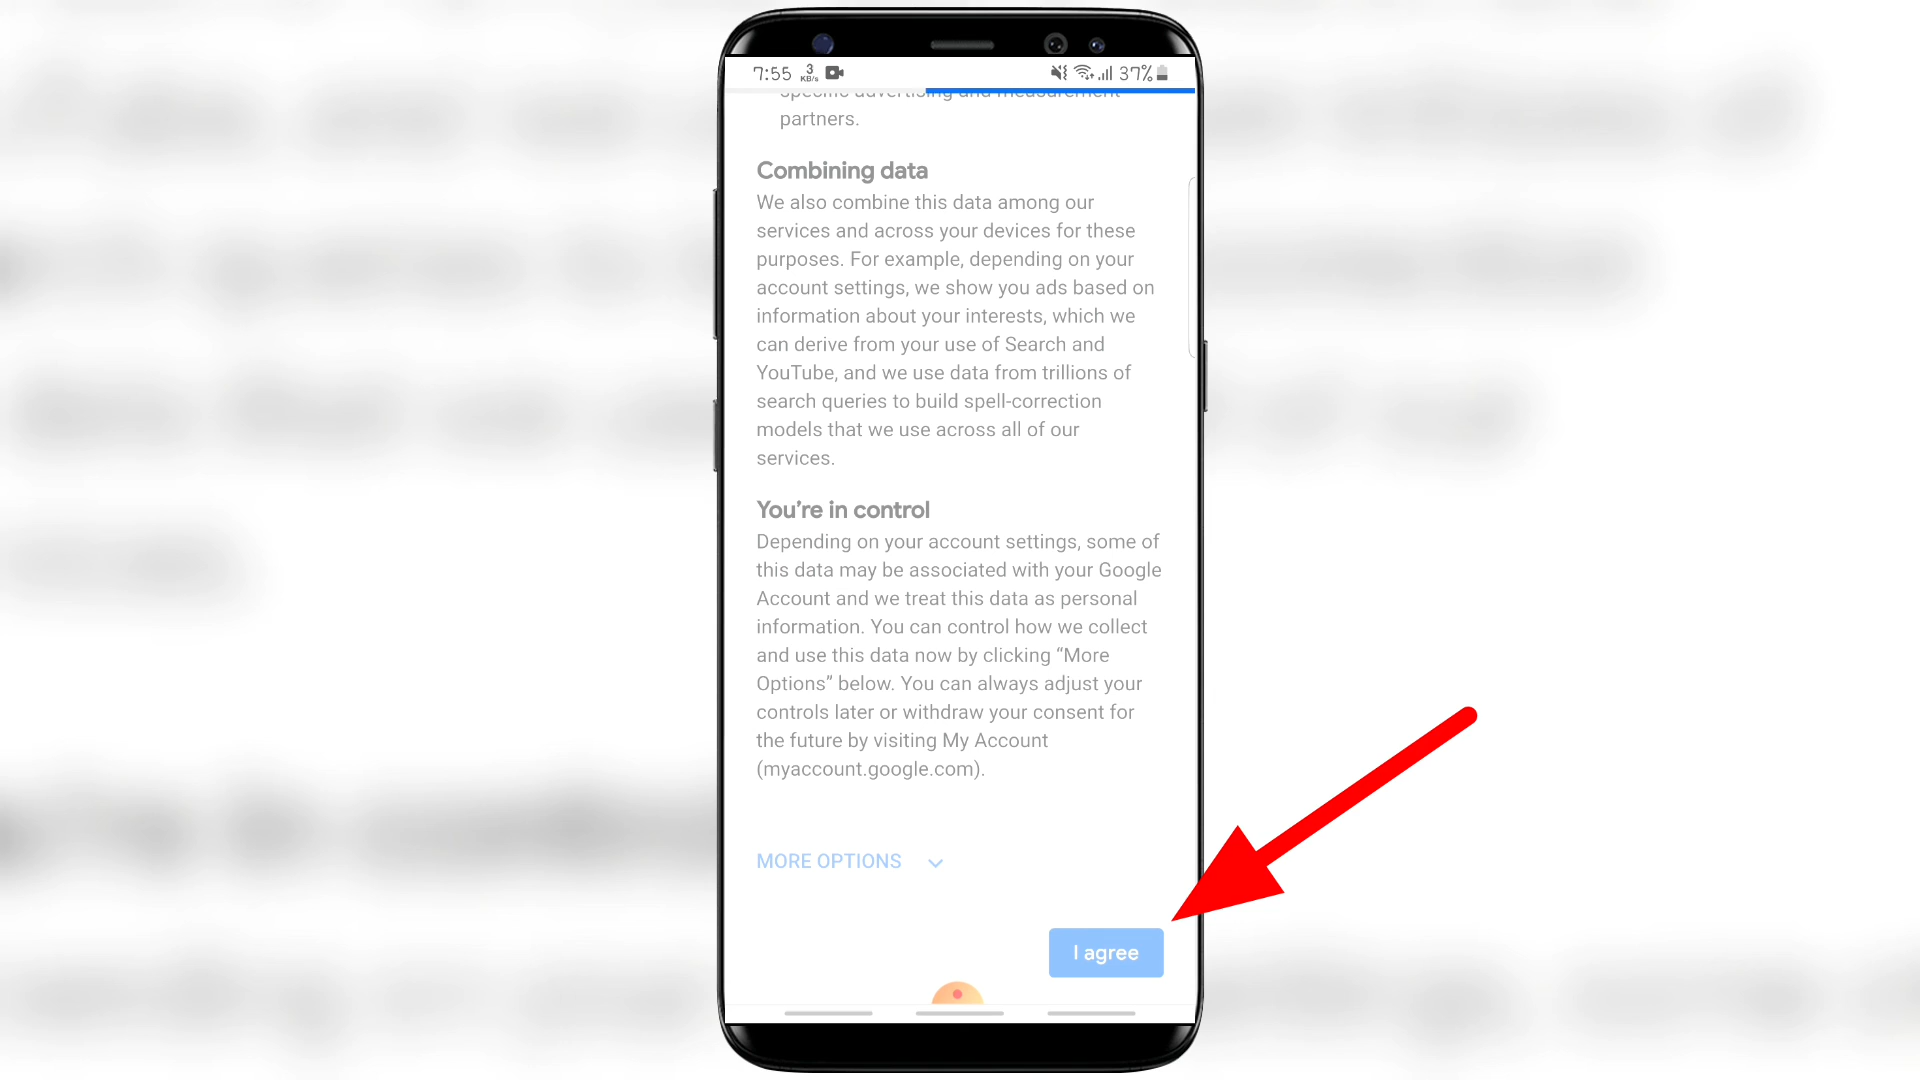 7:55 3 KB/s 37%
specific advertising and measurement
partners.
Combining data
We also combine this data among our
services and across your devices for these
purposes. For example, depending on your
account settings, we show you ads based on
information about your interests, which we
can derive from your use of Search and
YouTube, and we use data from trillions of
search queries to build spell-correction
models that we use across all of our
services.
You’re in control
Depending on your account settings, some of
this data may be associated with your Google
Account and we treat this data as personal
information. You can control how we collect
and use this data now by clicking “More
Options” below. You can always adjust your
controls later or withdraw your consent for
the future by visiting My Account
(myaccount.google.com).
MORE OPTIONS
I agree